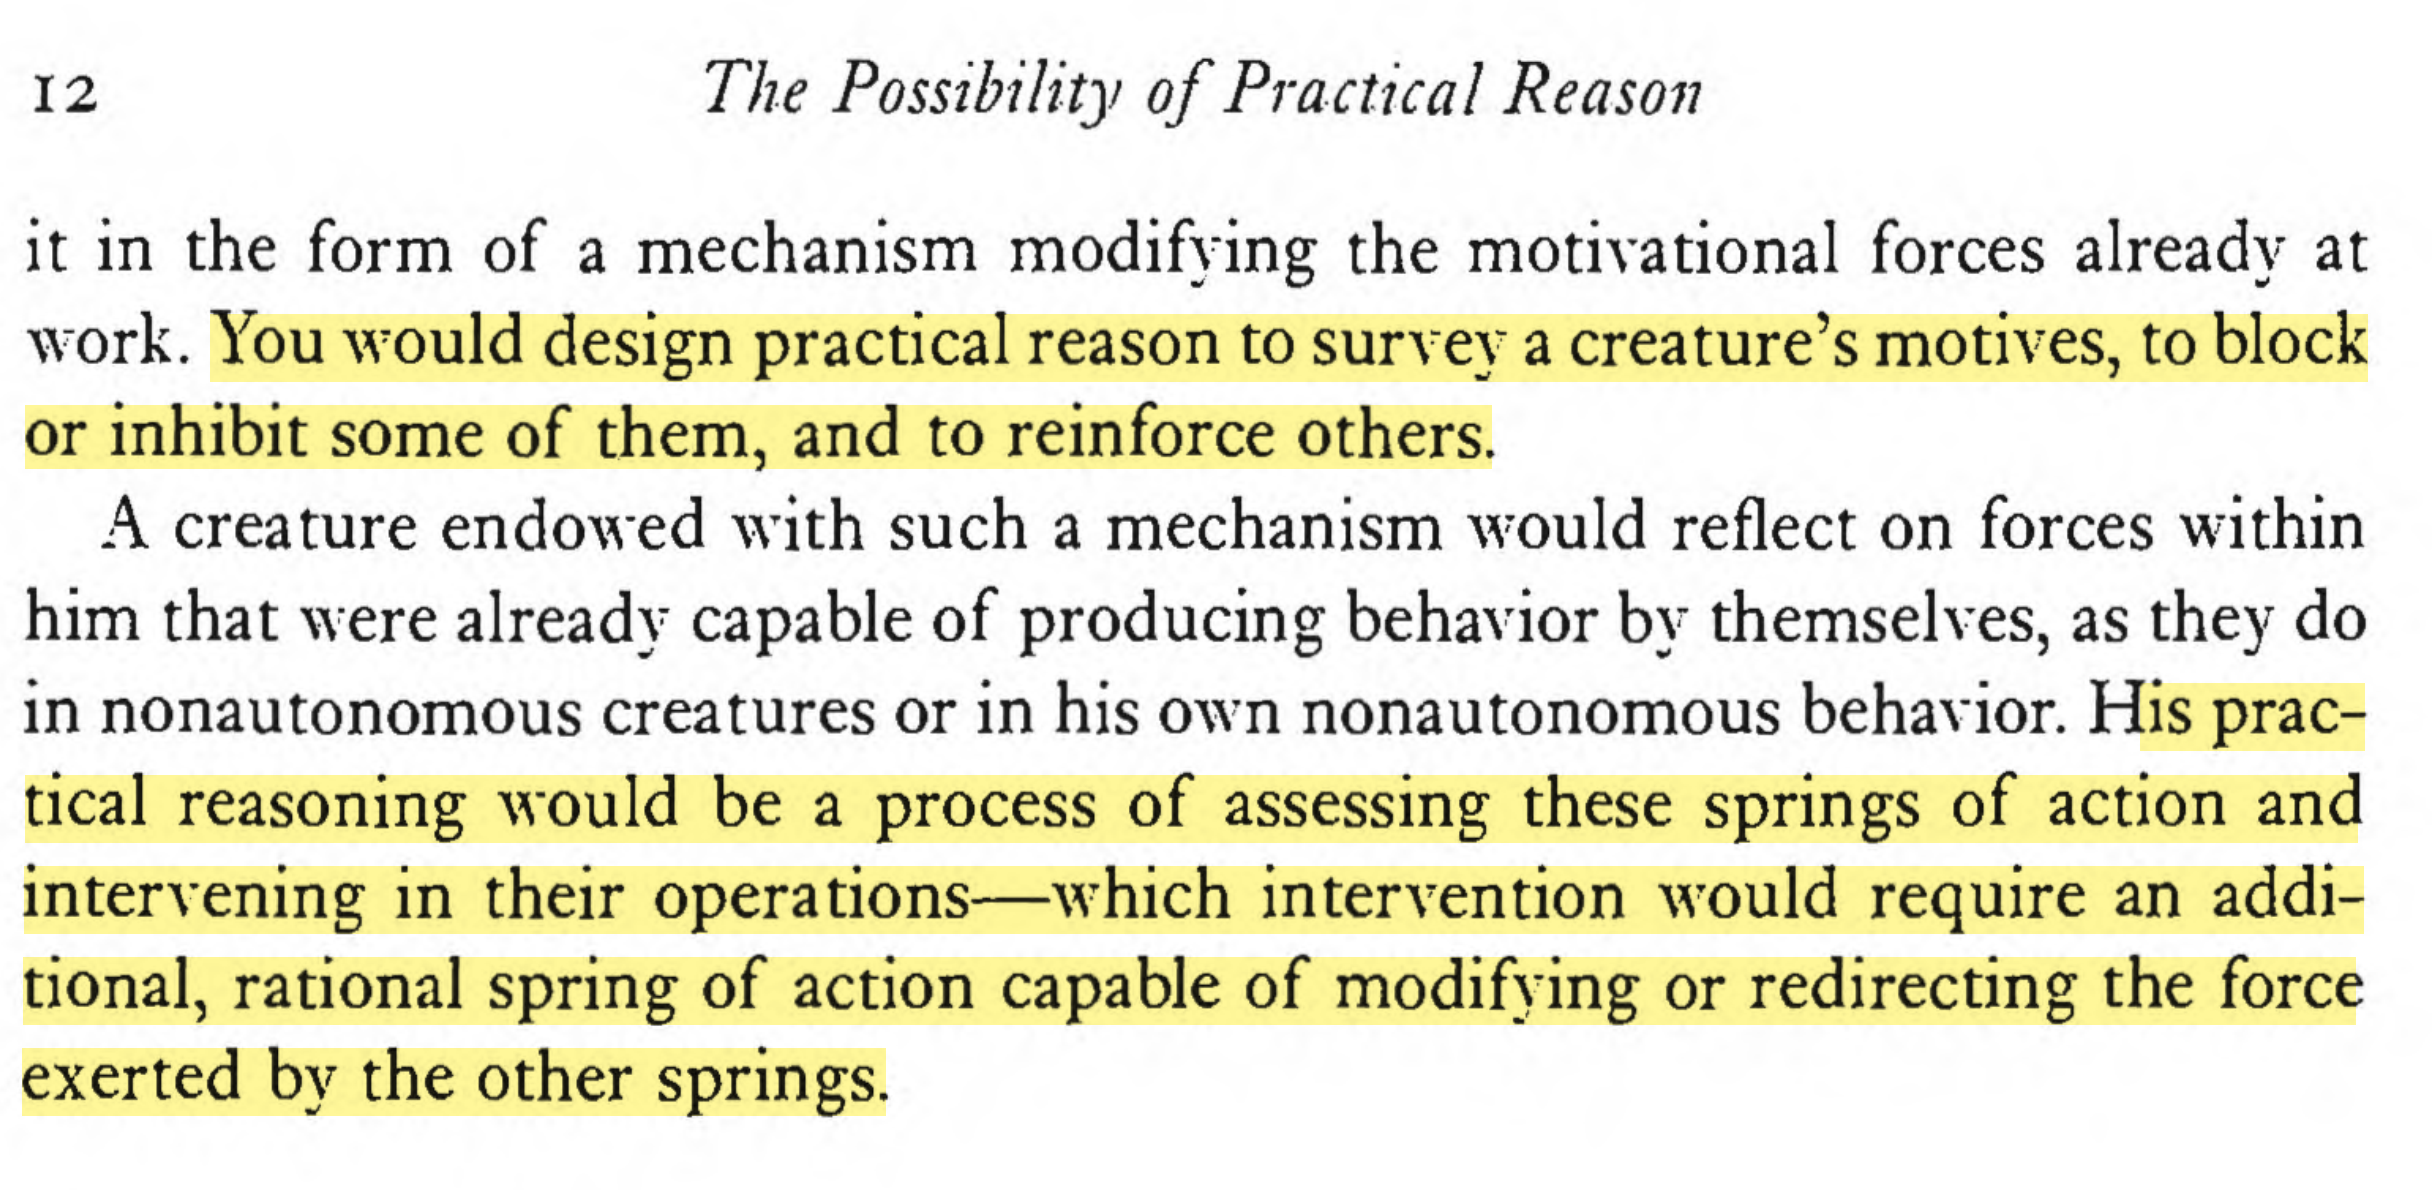 12
The Possibility of Practical Reason
it in the form of a mechanism modifying the motivational forces already at
work. You would design practical reason to survey a creature's motives, to block
or inhibit some of them, and to reinforce others.
A creature endowed with such a mechanism would reflect on forces within
him that were already capable of producing behavior by themselves, as they do
in nonautonomous creatures or in his own nonautonomous behavior. His prac-
tical reasoning would be a process of assessing these springs of action and
intervening in their operations—which intervention would require an addi-
tional, rational spring of action capable of modifying or redirecting the force
exerted by the other springs.